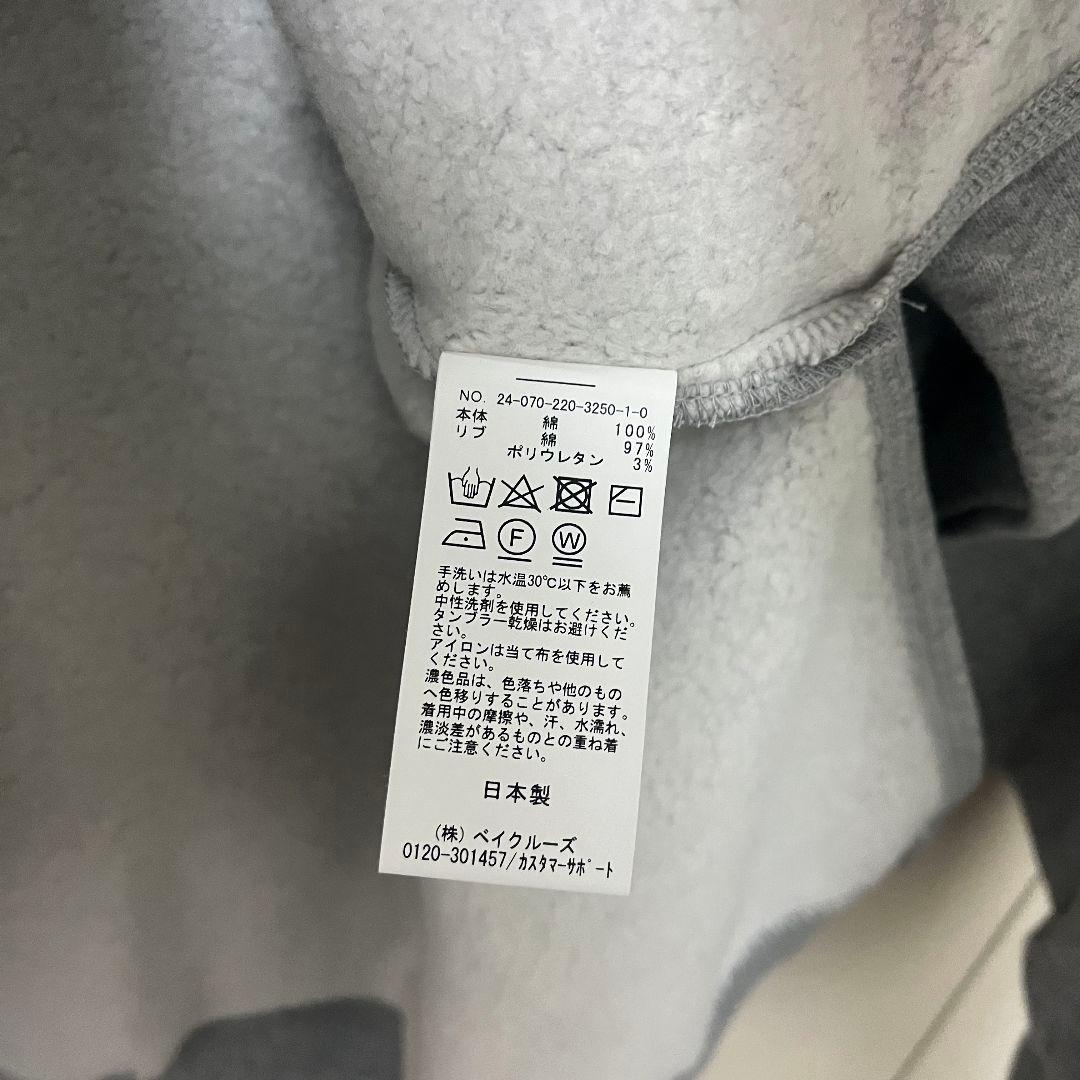 NO. 24-070-220-3250-1-0
本体 綿 100%
リブ 綿 97%
ポリウレタン 3%
F W
手洗いは水温30℃以下をお薦
めします。
中性洗剤を使用してください。
タンブラー乾燥はお避けくだ
さい。
アイロンは当て布を使用して
ください。
濃色品は、色落ちや他のもの
へ色移りすることがあります。
着用中の摩擦や、汗、水濡れ、
濃淡差があるものとの重ね着
にご注意ください。
日本製
(株) ベイクルーズ
0120-301457/ｶｽﾀﾏｰｻﾎﾟｰﾄ